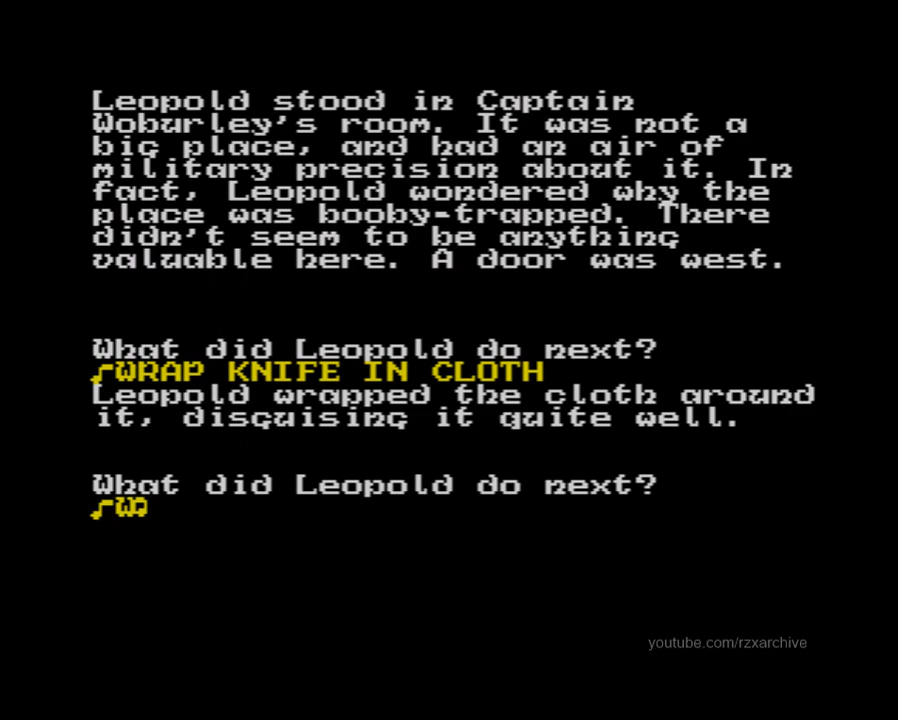 Leopold stood in Captain
Woburley's room. It was not a
big place, and had an air of
military precision about it. In
fact, Leopold wondered why the
place was booby-trapped. There
didn't seem to be anything
valuable here. A door was west.
What did Leopold do next?
WRAP KNIFE IN CLOTH
Leopold wrapped the cloth around
it, disguising it quite well.
What did Leopold do next?
W
youtube.com/rzxarchive